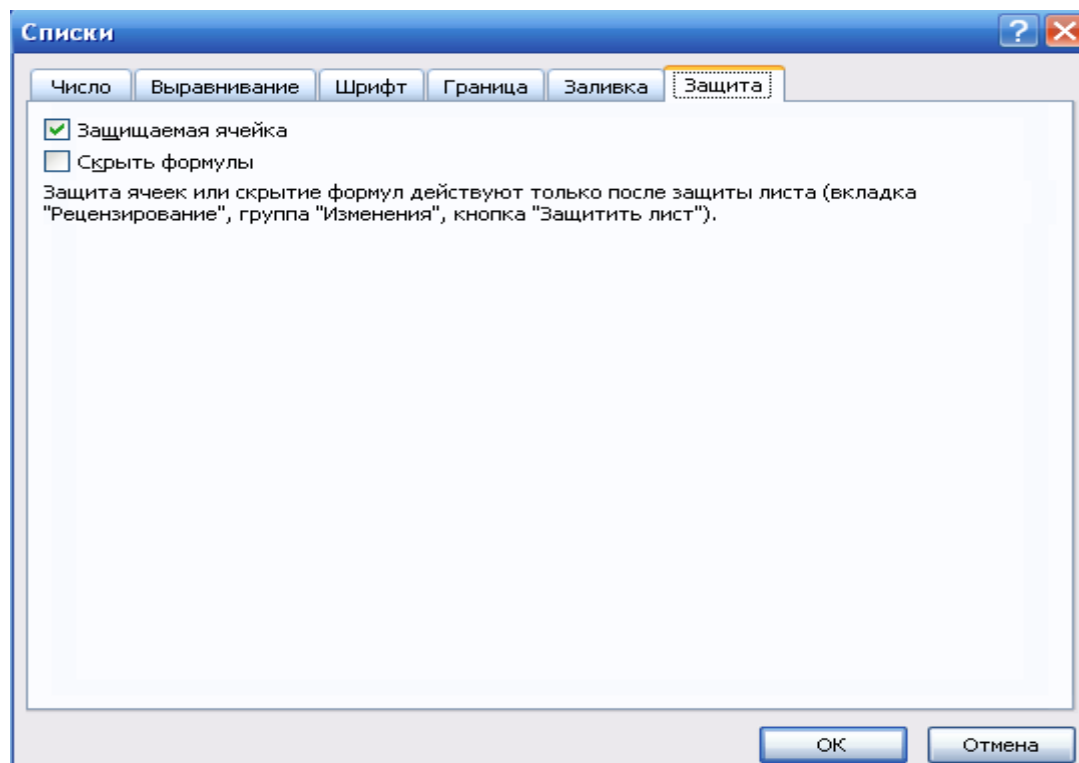 Списки
Число Выравнивание Шрифт Граница Заливка Защита
Защищаемая ячейка
Скрыть формулы
Защита ячеек или скрытие формул действуют только после защиты листа (вкладка
"Рецензирование", группа "Изменения", кнопка "Защитить лист").
ОК Отмена